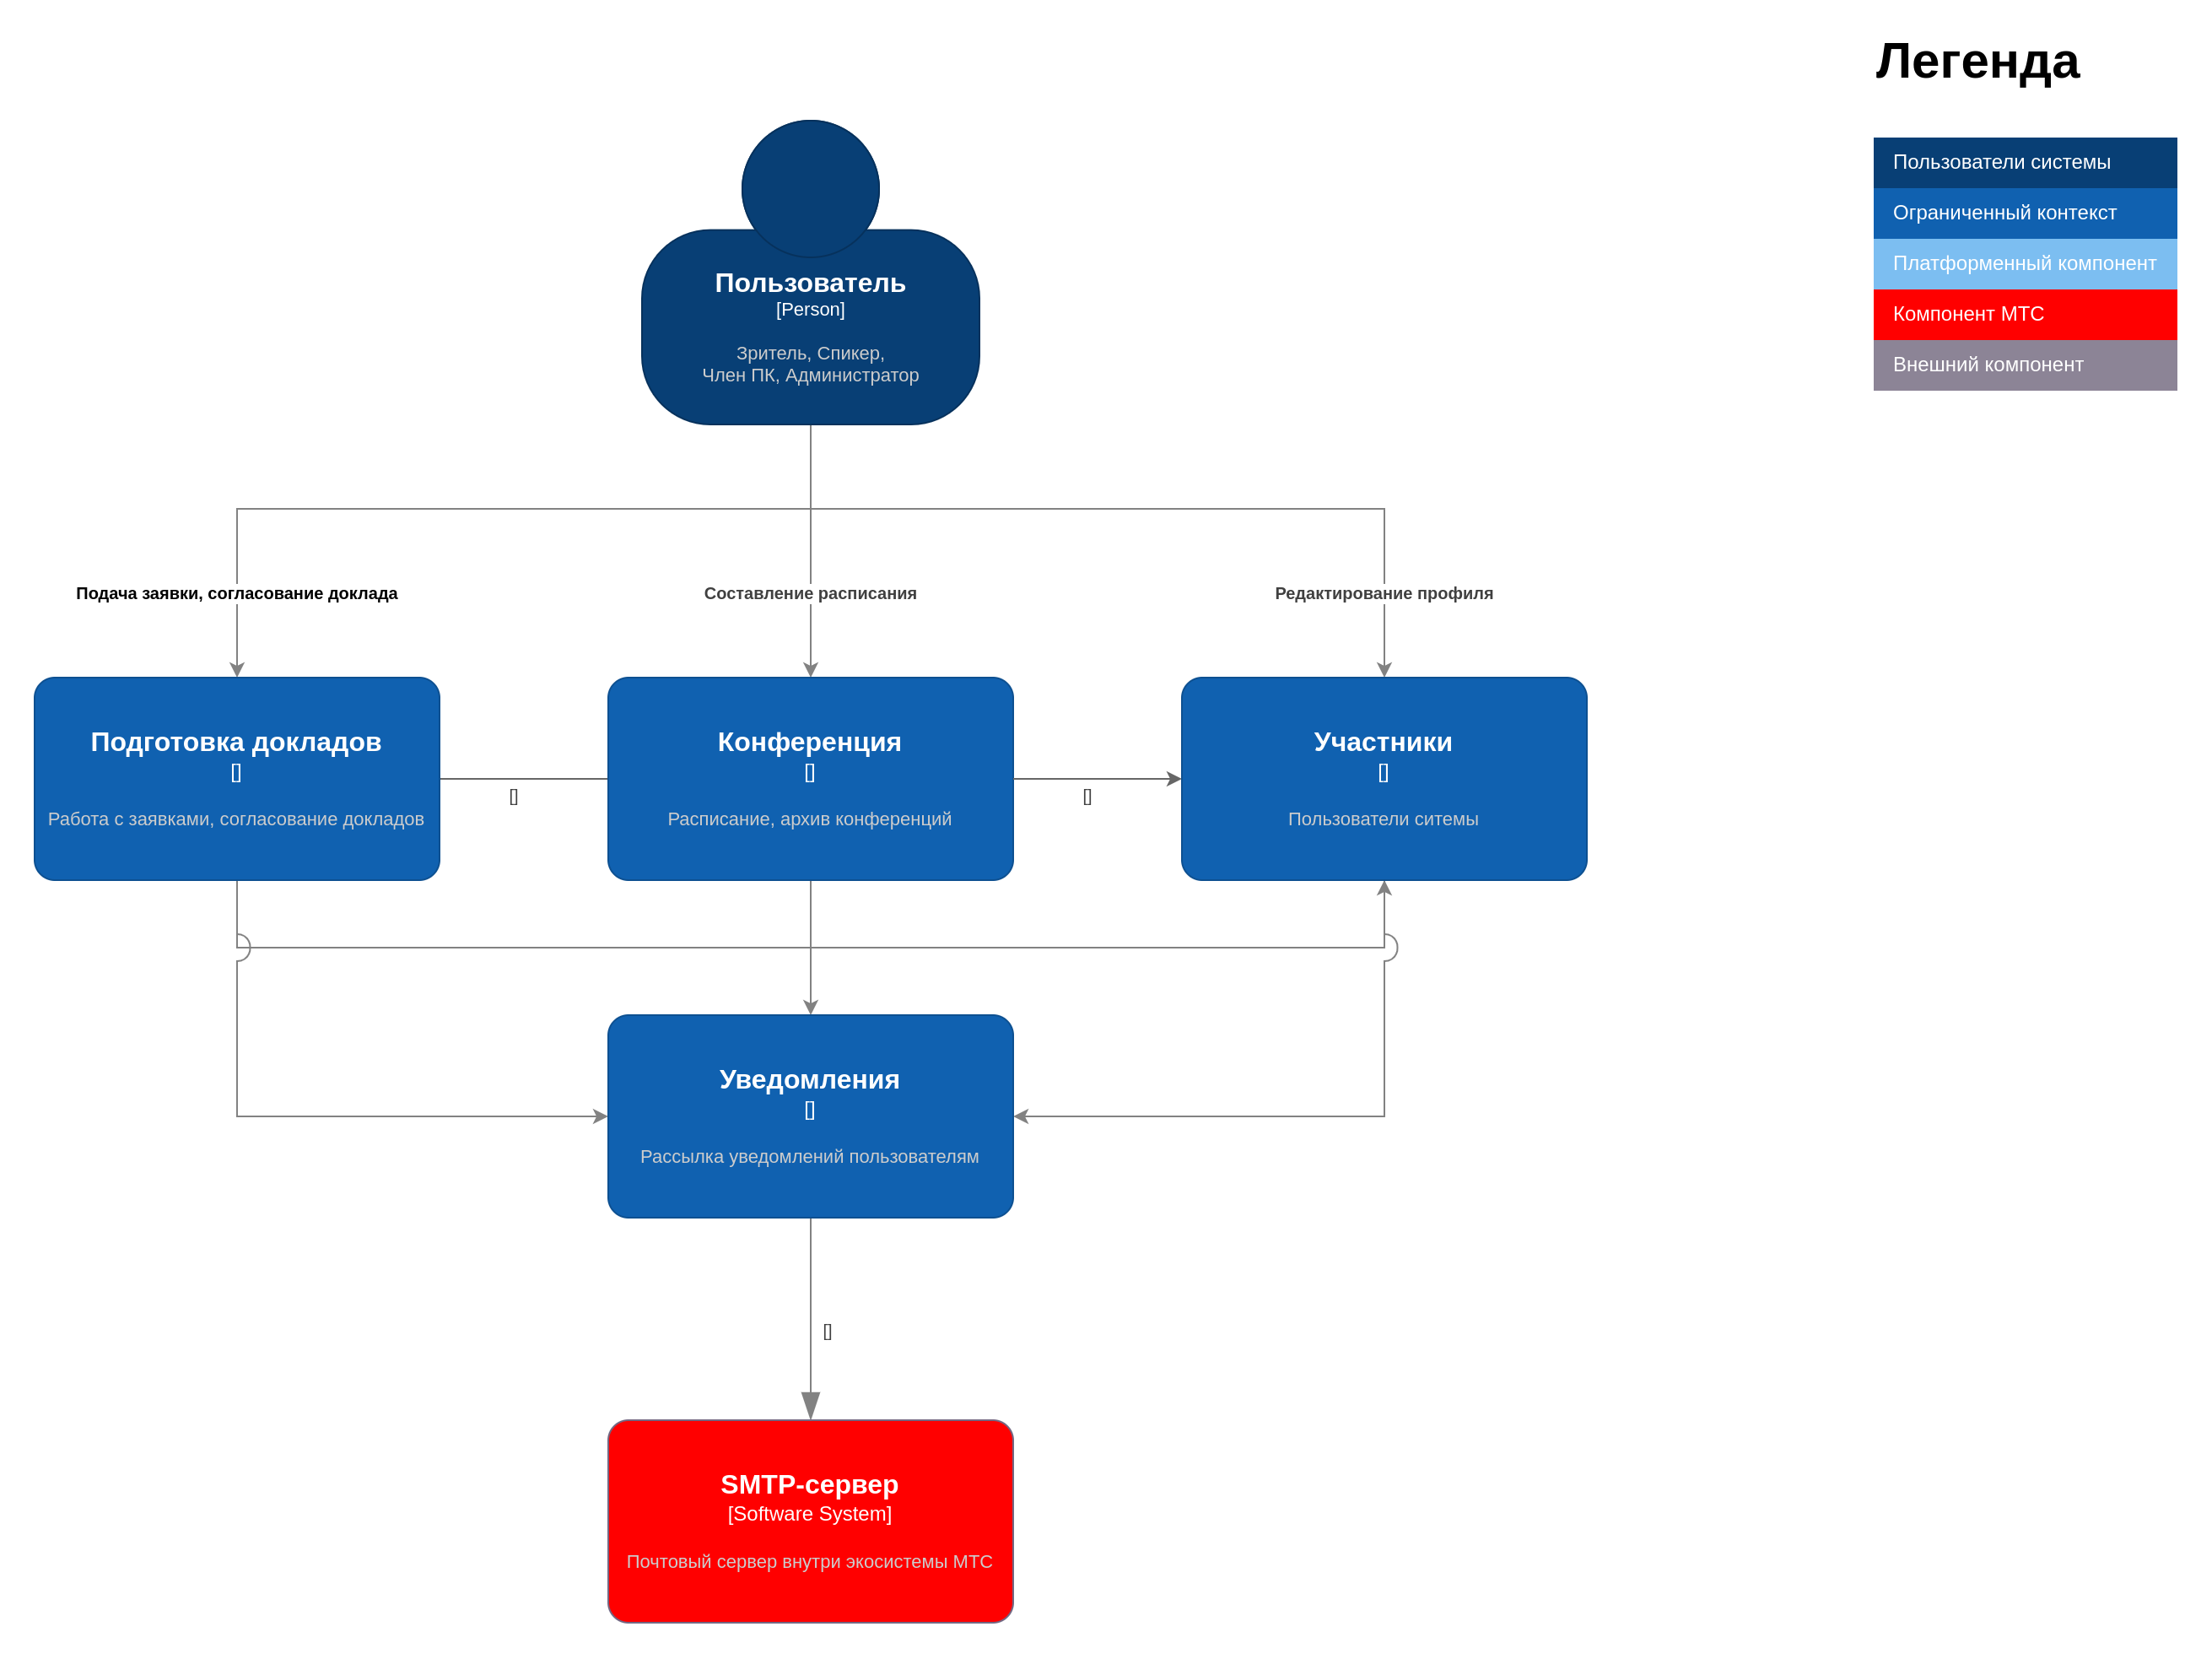 Легенда
Пользователи системы
Ограниченный контекст
Платформенный компонент
Компонент МТС
Внешний компонент
Пользователь
[Person]
Зритель, Спикер,
Член ПК, Администратор
Подача заявки, согласование доклада
Составление расписания
Редактирование профиля
Подготовка докладов
[]
Работа с заявками, согласование докладов
[]
Конференция
[]
Расписание, архив конференций
[]
Участники
[]
Пользователи ситемы
Уведомления
[]
Рассылка уведомлений пользователям
[]
SMTP-сервер
[Software System]
Почтовый сервер внутри экосистемы МТС